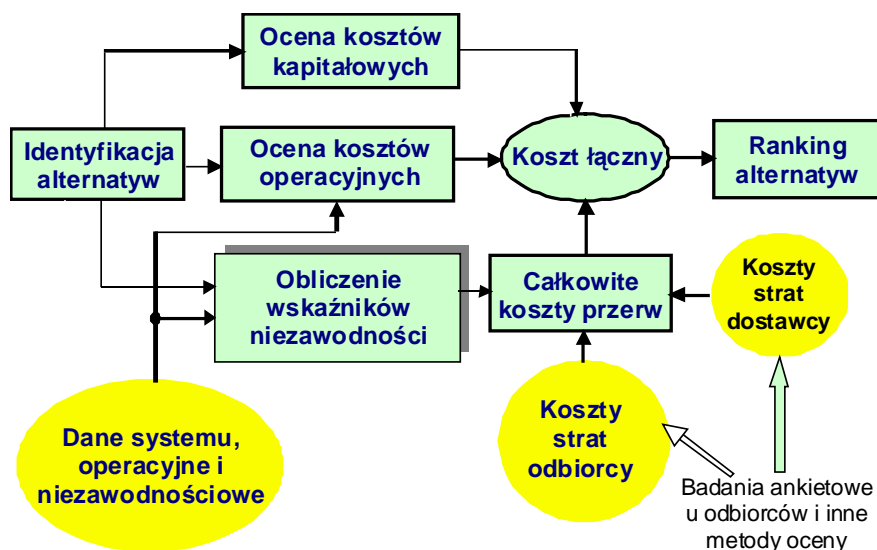 Ocena kosztów
kapitałowych
Identyfikacja
alternatyw
Ocena kosztów
operacyjnych
Koszt łączny
Ranking
alternatyw
Obliczenie
wskaźników
niezawodności
Całkowite
koszty przerw
Koszty
strat
dostawcy
Dane systemu,
operacyjne i
niezawodnościowe
Koszty
strat
odbiorcy
Badania ankietowe
u odbiorców i inne
metody oceny